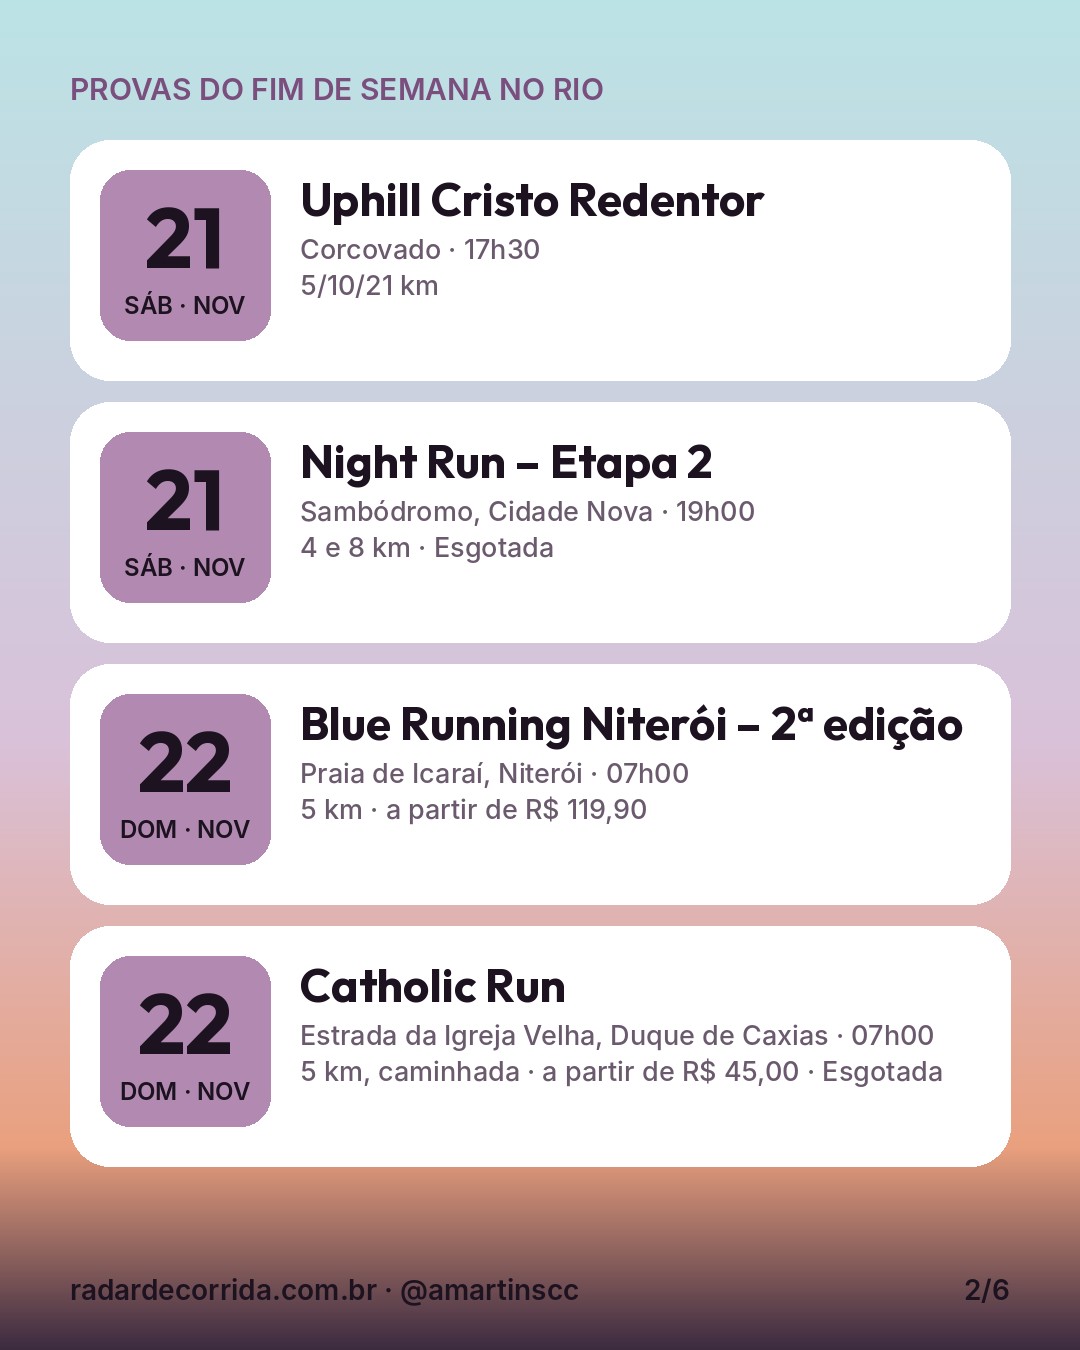 PROVAS DO FIM DE SEMANA NO RIO
21
SÁB · NOV
Uphill Cristo Redentor
Corcovado · 17h30
5/10/21 km
21
SÁB · NOV
Night Run – Etapa 2
Sambódromo, Cidade Nova · 19h00
4 e 8 km · Esgotada
22
DOM · NOV
Blue Running Niterói – 2ª edição
Praia de Icaraí, Niterói · 07h00
5 km · a partir de R$ 119,90
22
DOM · NOV
Catholic Run
Estrada da Igreja Velha, Duque de Caxias · 07h00
5 km, caminhada · a partir de R$ 45,00 · Esgotada
radardecorrida.com.br · @amartinscc
2/6